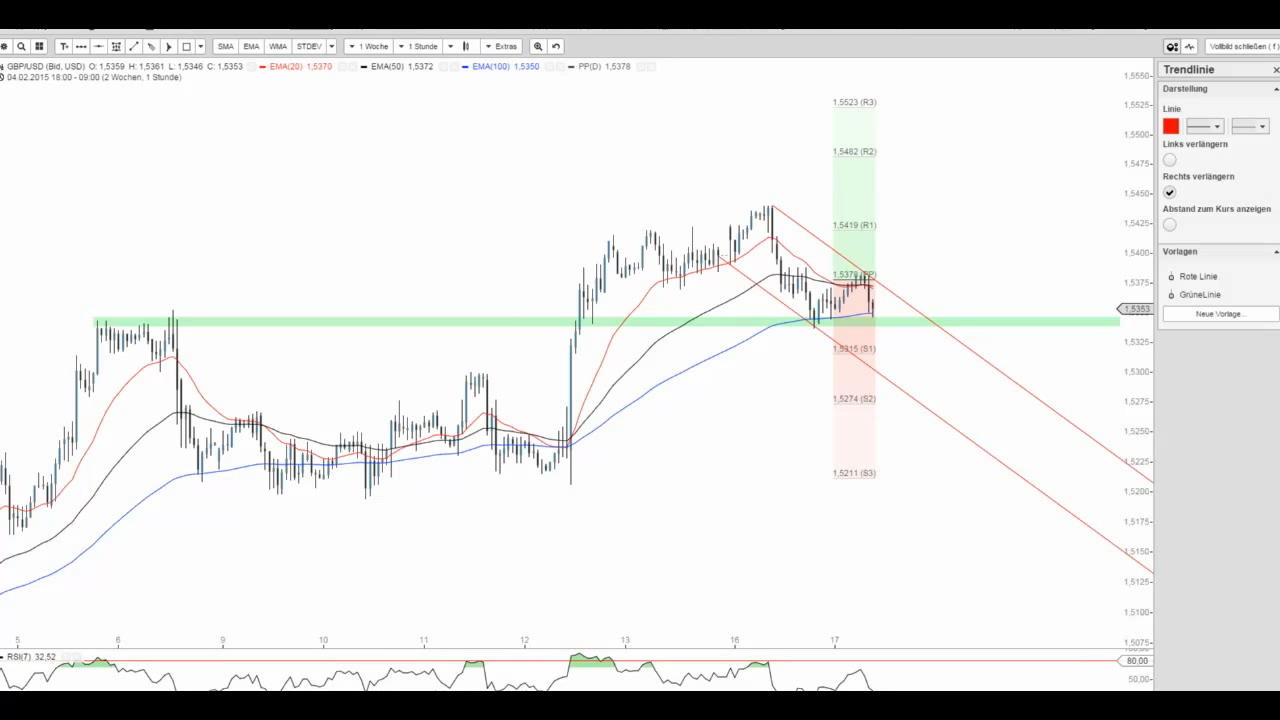 SMA EMA WMA STDEV 1 Woche 1 Stunde Extras Vollbild schließen ( f )
GBP/USD (Bid, USD) O: 1,5359 H: 1,5361 L: 1,5346 C: 1,5353 EMA(20) 1,5370 EMA(50) 1,5372 EMA(100) 1,5350 PP(D) 1,5378
04.02.2015 18:00 - 09:00 (2 Wochen, 1 Stunde)
Trendlinie
Darstellung
Linie
Links verlängern
Rechts verlängern
Abstand zum Kurs anzeigen
Vorlagen
Rote Linie
GrüneLinie
Neue Vorlage...
1,5523 (R3)
1,5482 (R2)
1,5419 (R1)
1,5378 (PP)
1,5315 (S1)
1,5274 (S2)
1,5211 (S3)
1,5550
1,5525
1,5500
1,5475
1,5450
1,5425
1,5400
1,5375
1,5353
1,5325
1,5300
1,5275
1,5250
1,5225
1,5200
1,5175
1,5150
1,5125
1,5100
1,5075
5 6 9 10 11 12 13 16 17
RSI(7) 32,52
80,00
50,00